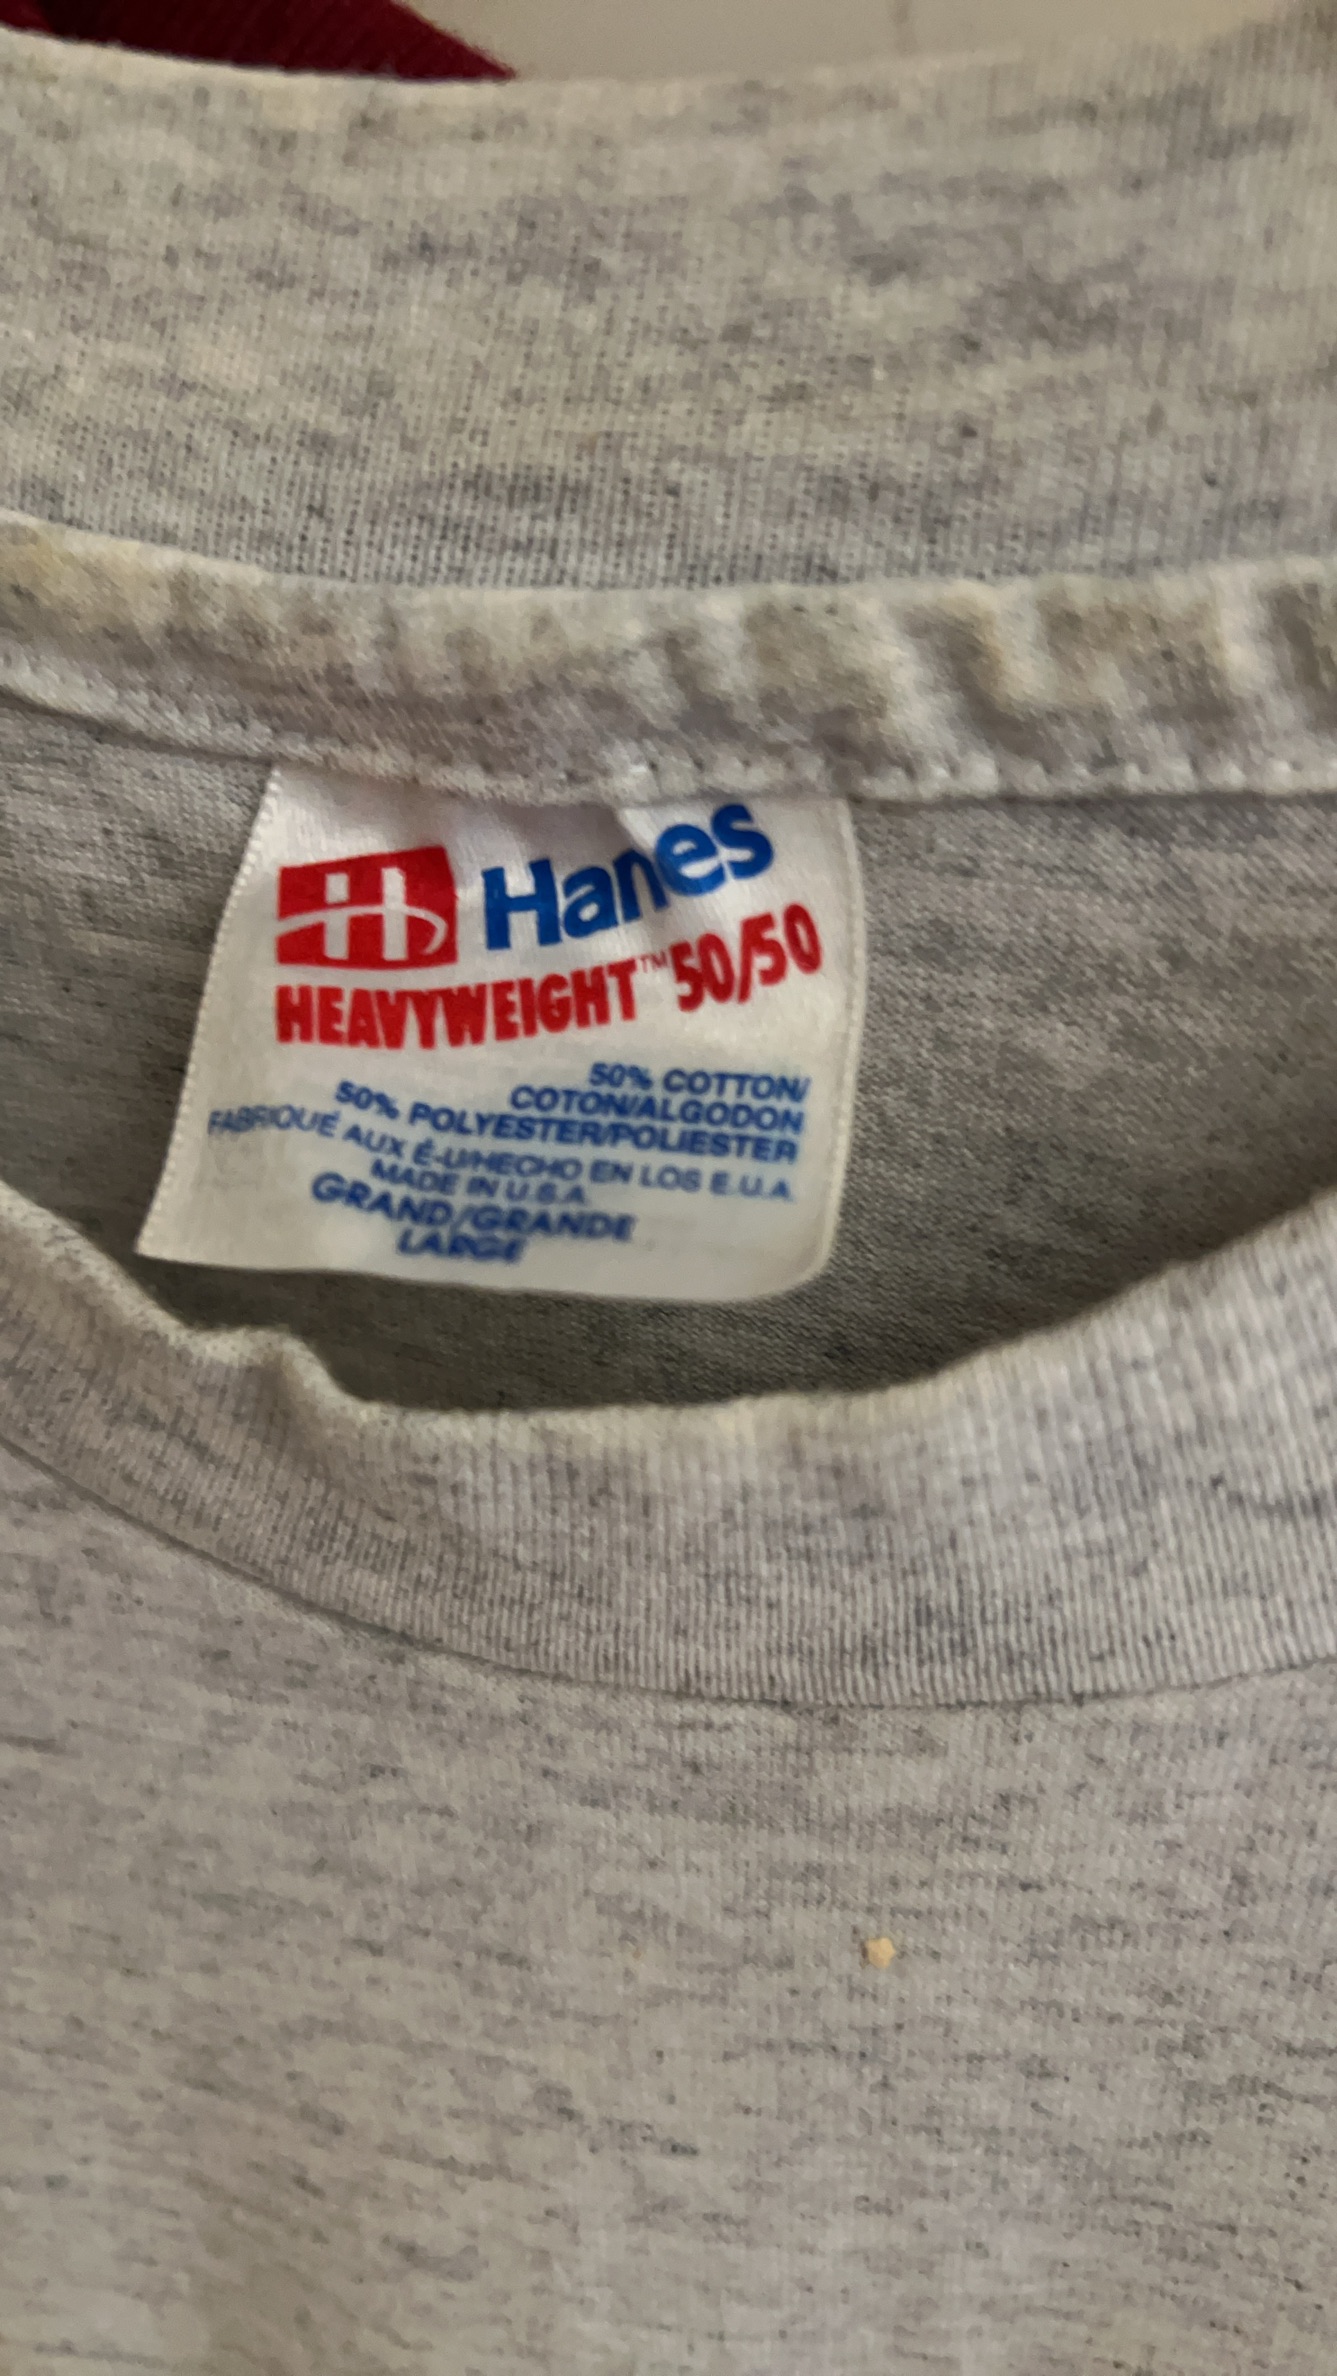 Hanes
HEAVYWEIGHT™ 50/50
50% COTTON/
COTON/ALGODON
50% POLYESTER/POLIESTER
FABRIQUÉ AUX É-U/HECHO EN LOS E.U.A.
MADE IN U.S.A.
GRAND/GRANDE
LARGE